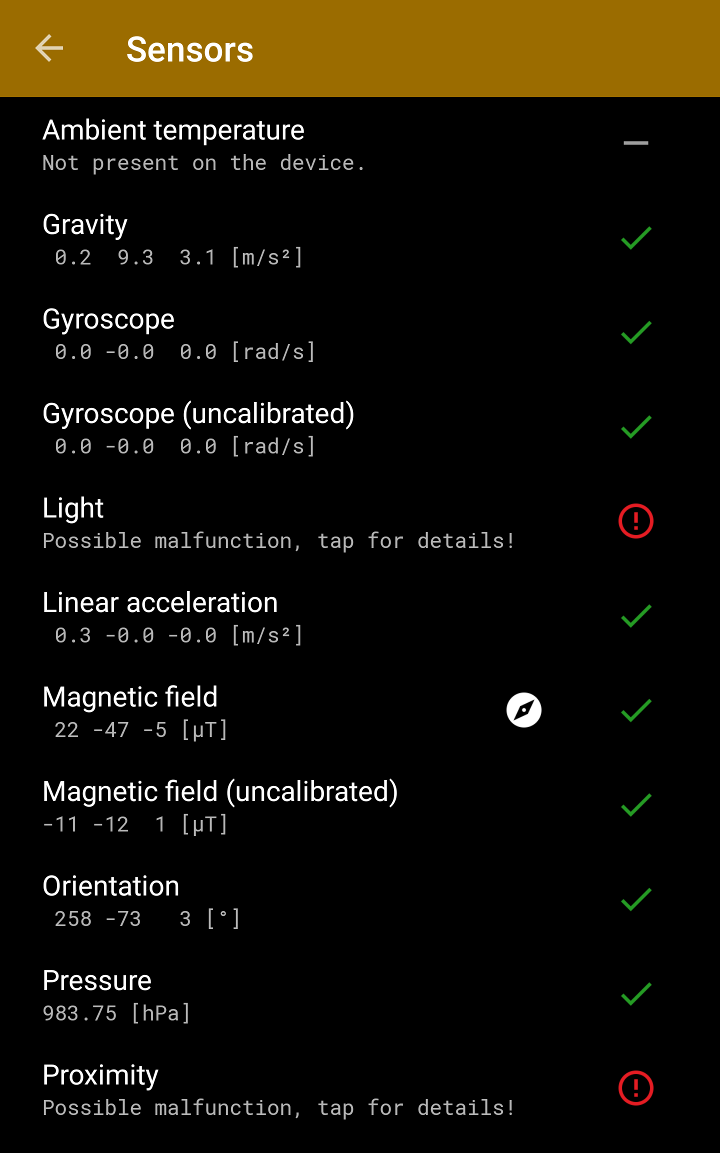 Sensors
Ambient temperature
Not present on the device.
Gravity
0.2 9.3 3.1 [m/s²]
Gyroscope
0.0 -0.0 0.0 [rad/s]
Gyroscope (uncalibrated)
0.0 -0.0 0.0 [rad/s]
Light
Possible malfunction, tap for details!
Linear acceleration
0.3 -0.0 -0.0 [m/s²]
Magnetic field
22 -47 -5 [µT]
Magnetic field (uncalibrated)
-11 -12 1 [µT]
Orientation
258 -73 3 [°]
Pressure
983.75 [hPa]
Proximity
Possible malfunction, tap for details!